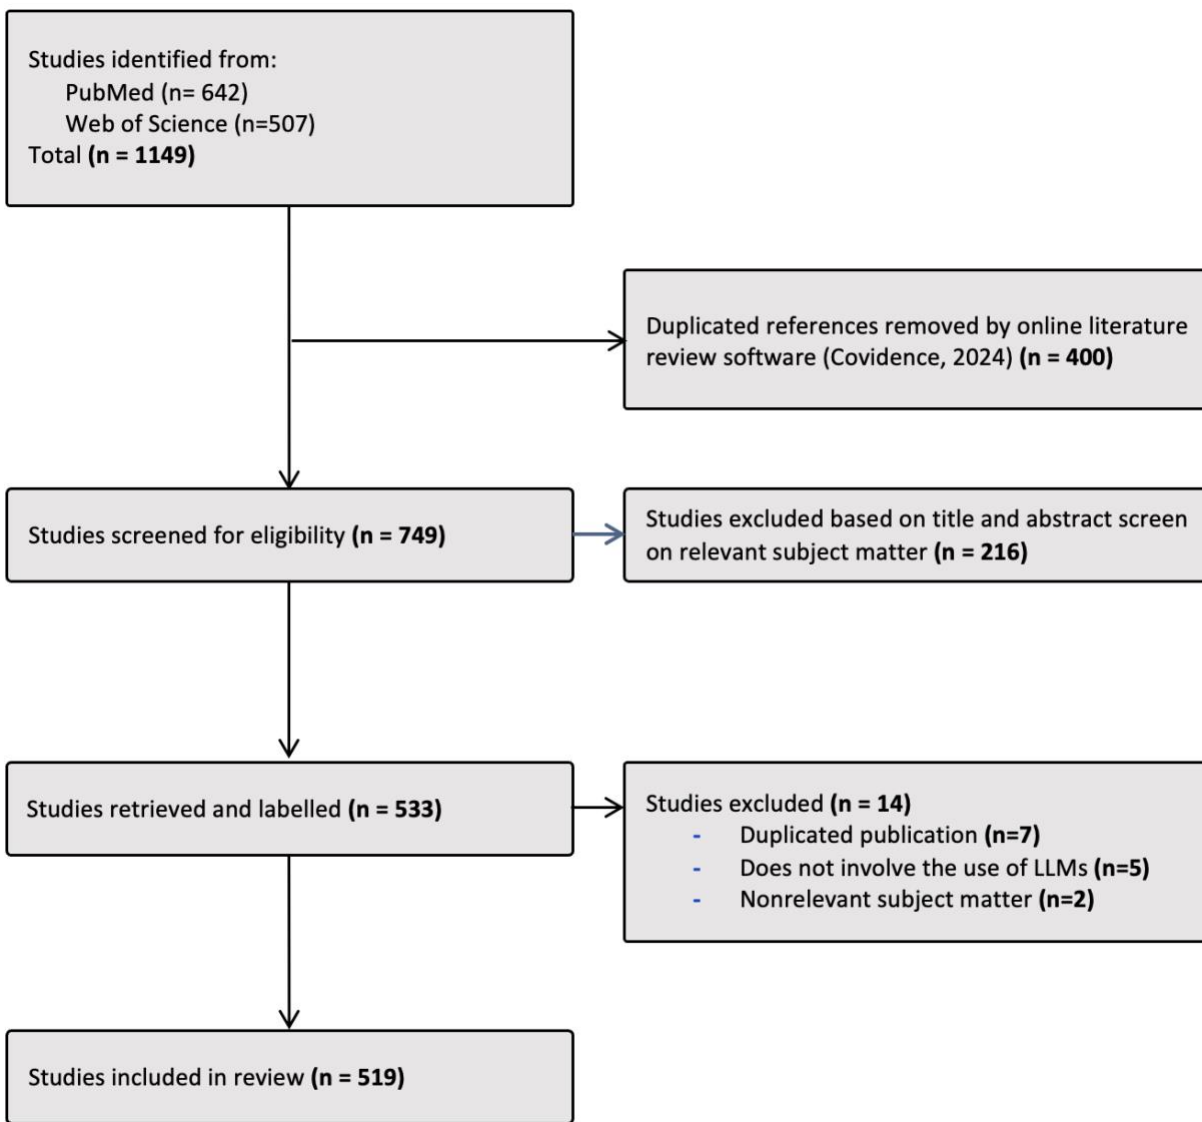 Studies identified from:
PubMed (n= 642)
Web of Science (n=507)
Total (n = 1149)
Duplicated references removed by online literature
review software (Covidence, 2024) (n = 400)
Studies screened for eligibility (n = 749)
Studies excluded based on title and abstract screen
on relevant subject matter (n = 216)
Studies retrieved and labelled (n = 533)
Studies excluded (n = 14)
- Duplicated publication (n=7)
- Does not involve the use of LLMs (n=5)
- Nonrelevant subject matter (n=2)
Studies included in review (n = 519)